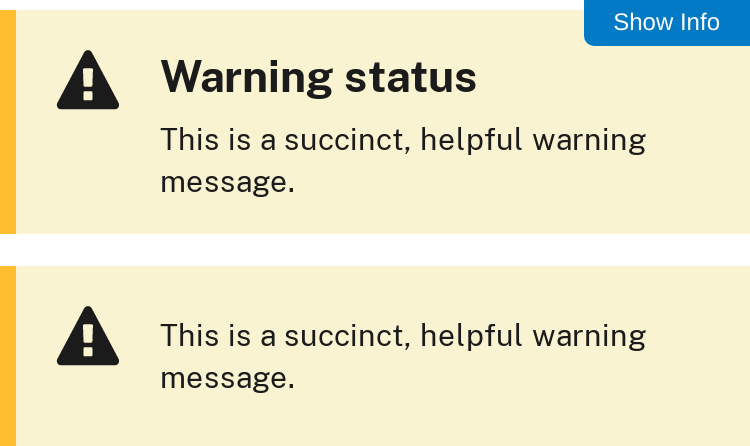 Show Info
Warning status
This is a succinct, helpful warning
message.
This is a succinct, helpful warning
message.